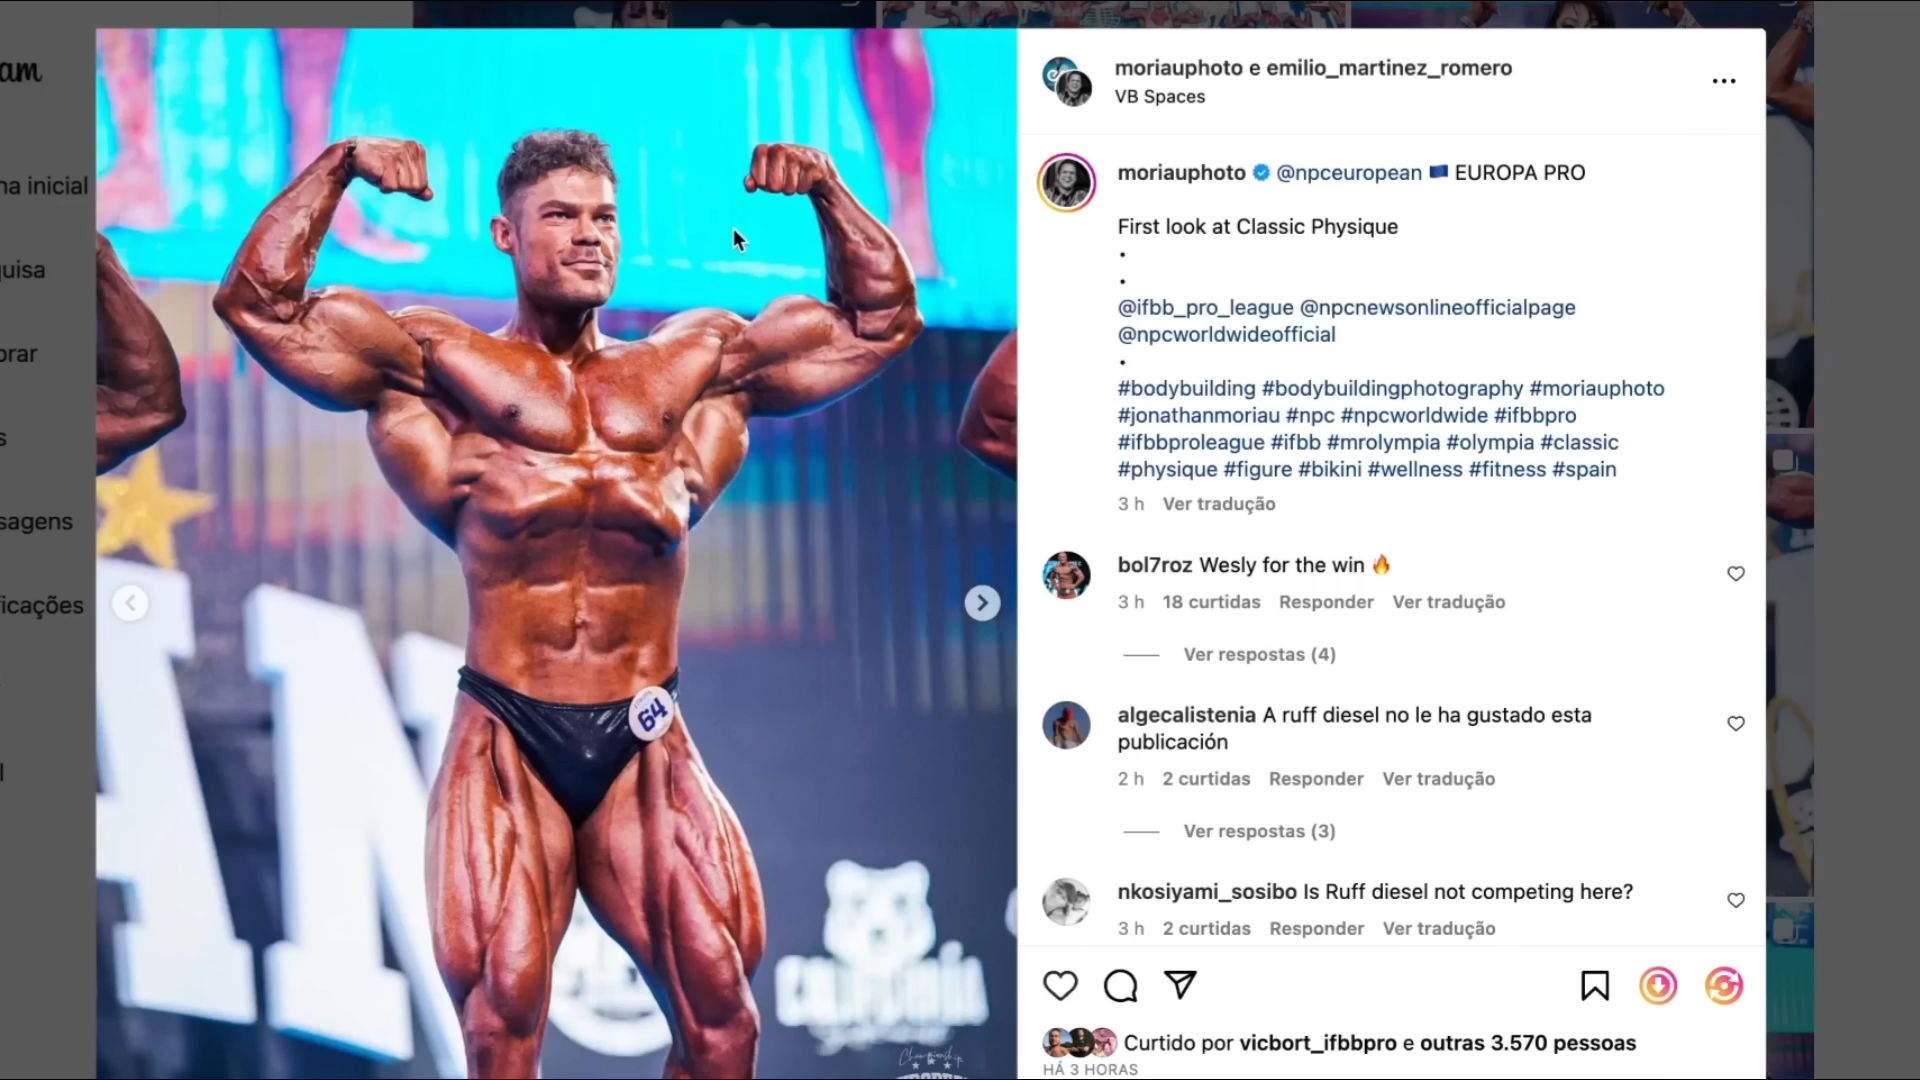 am
na inicial
uisa
orar
s
sagens
icações
l
64
Championship
moriauphoto e emilio_martinez_romero
VB Spaces
moriauphoto @npceuropean EUROPA PRO
First look at Classic Physique
•
•
@ifbb_pro_league @npcnewsonlineofficialpage
@npcworldwideofficial
•
#bodybuilding #bodybuildingphotography #moriauphoto
#jonathanmoriau #npc #npcworldwide #ifbbpro
#ifbbproleague #ifbb #mrolympia #olympia #classic
#physique #figure #bikini #wellness #fitness #spain
3 h Ver tradução
bol7roz Wesly for the win 🔥
3 h 18 curtidas Responder Ver tradução
Ver respostas (4)
algecalistenia A ruff diesel no le ha gustado esta
publicación
2 h 2 curtidas Responder Ver tradução
Ver respostas (3)
nkosiyami_sosibo Is Ruff diesel not competing here?
3 h 2 curtidas Responder Ver tradução
Curtido por vicbort_ifbbpro e outras 3.570 pessoas
HÁ 3 HORAS